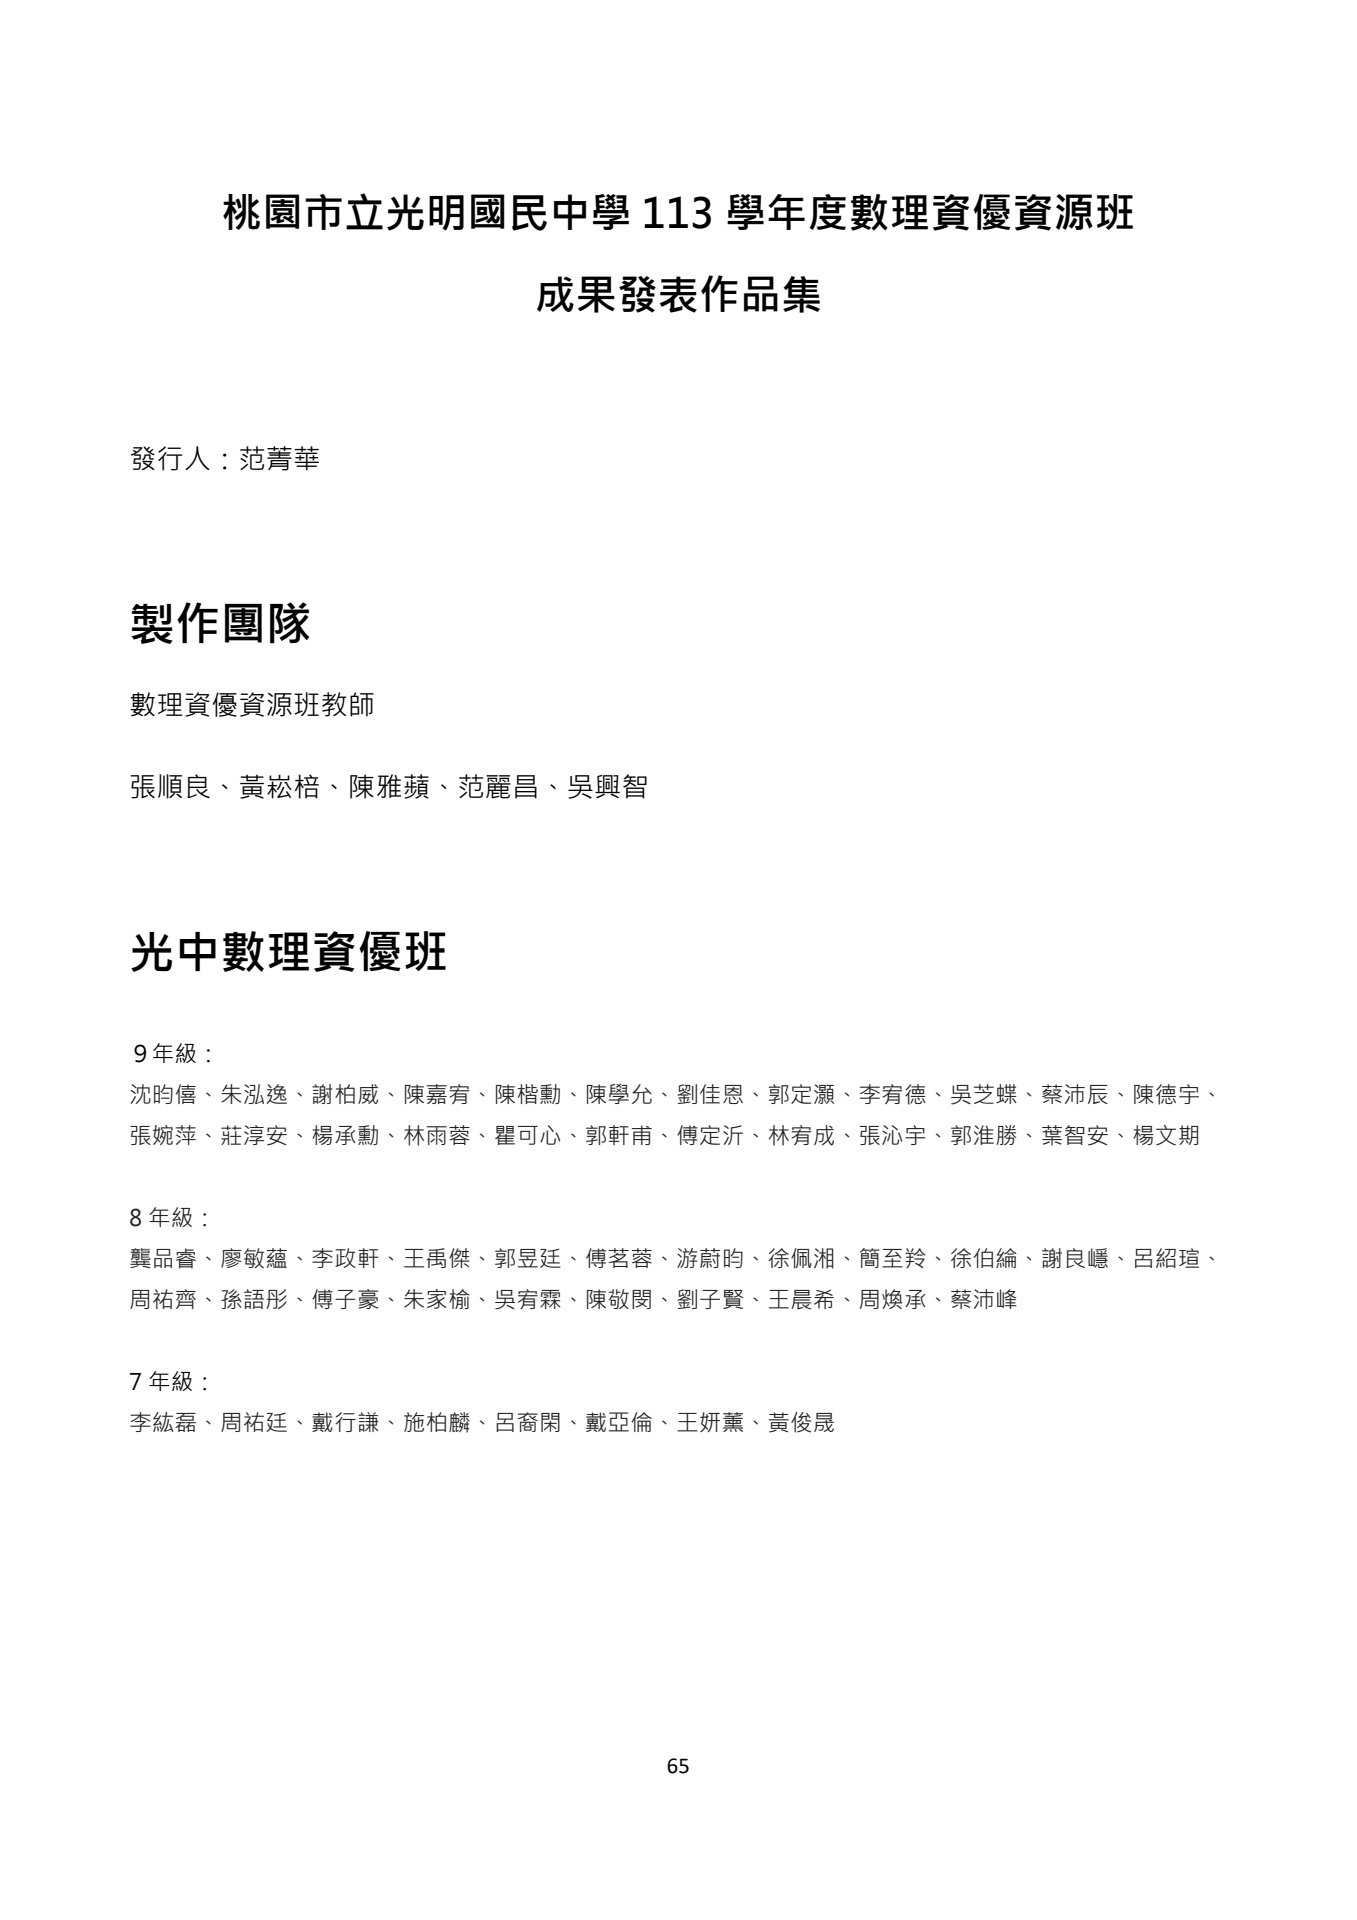 桃園市立光明國民中學 113 學年度數理資優資源班
成果發表作品集
發行人：范菁華
製作團隊
數理資優資源班教師
張順良、黃崧棓、陳雅蘋、范麗昌、吳興智
光中數理資優班
9 年級：
沈昀僖、朱泓逸、謝柏威、陳嘉宥、陳楷勳、陳學允、劉佳恩、郭定灝、李宥德、吳芝蝶、蔡沛辰、陳德宇、
張婉萍、莊淳安、楊承勳、林雨蓉、瞿可心、郭軒甫、傅定沂、林宥成、張沁宇、郭淮勝、葉智安、楊文期
8 年級：
龔品睿、廖敏蘊、李政軒、王禹傑、郭昱廷、傅茗蓉、游蔚昀、徐佩湘、簡至羚、徐伯綸、謝良嶾、呂紹瑄、
周祐齊、孫語彤、傅子豪、朱家榆、吳宥霖、陳敬閔、劉子賢、王晨希、周煥承、蔡沛峰
7 年級：
李紘磊、周祐廷、戴行謙、施柏麟、呂裔閑、戴亞倫、王妍薰、黃俊晟
65